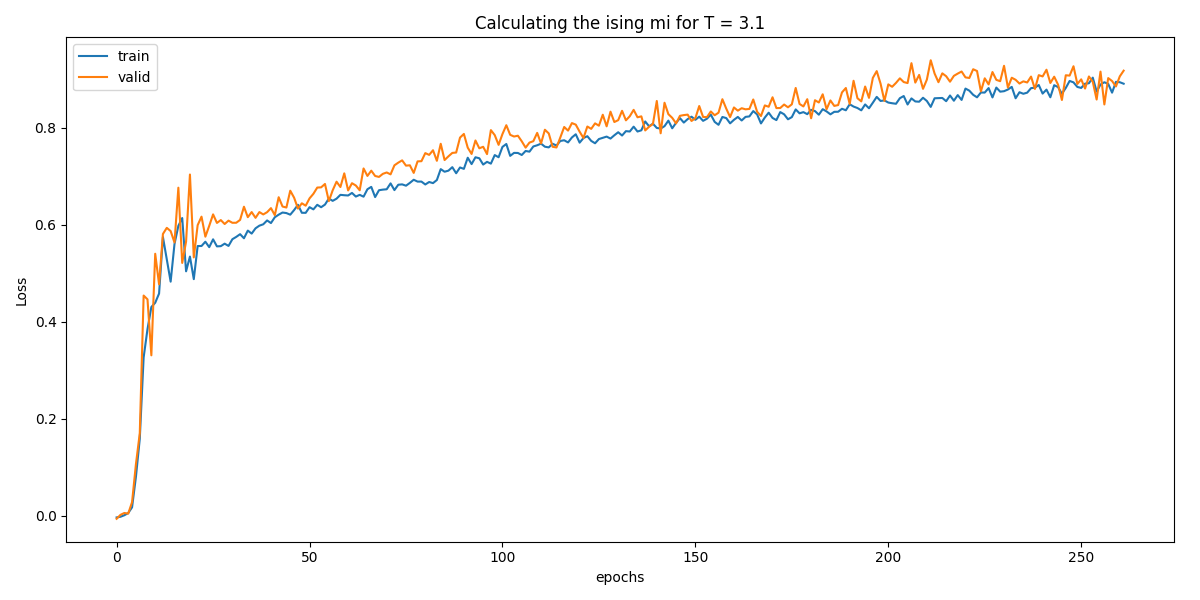 Calculating the ising mi for T = 3.1
train
valid
Loss
0.8
0.6
0.4
0.2
0.0
0
50
100
150
200
250
epochs